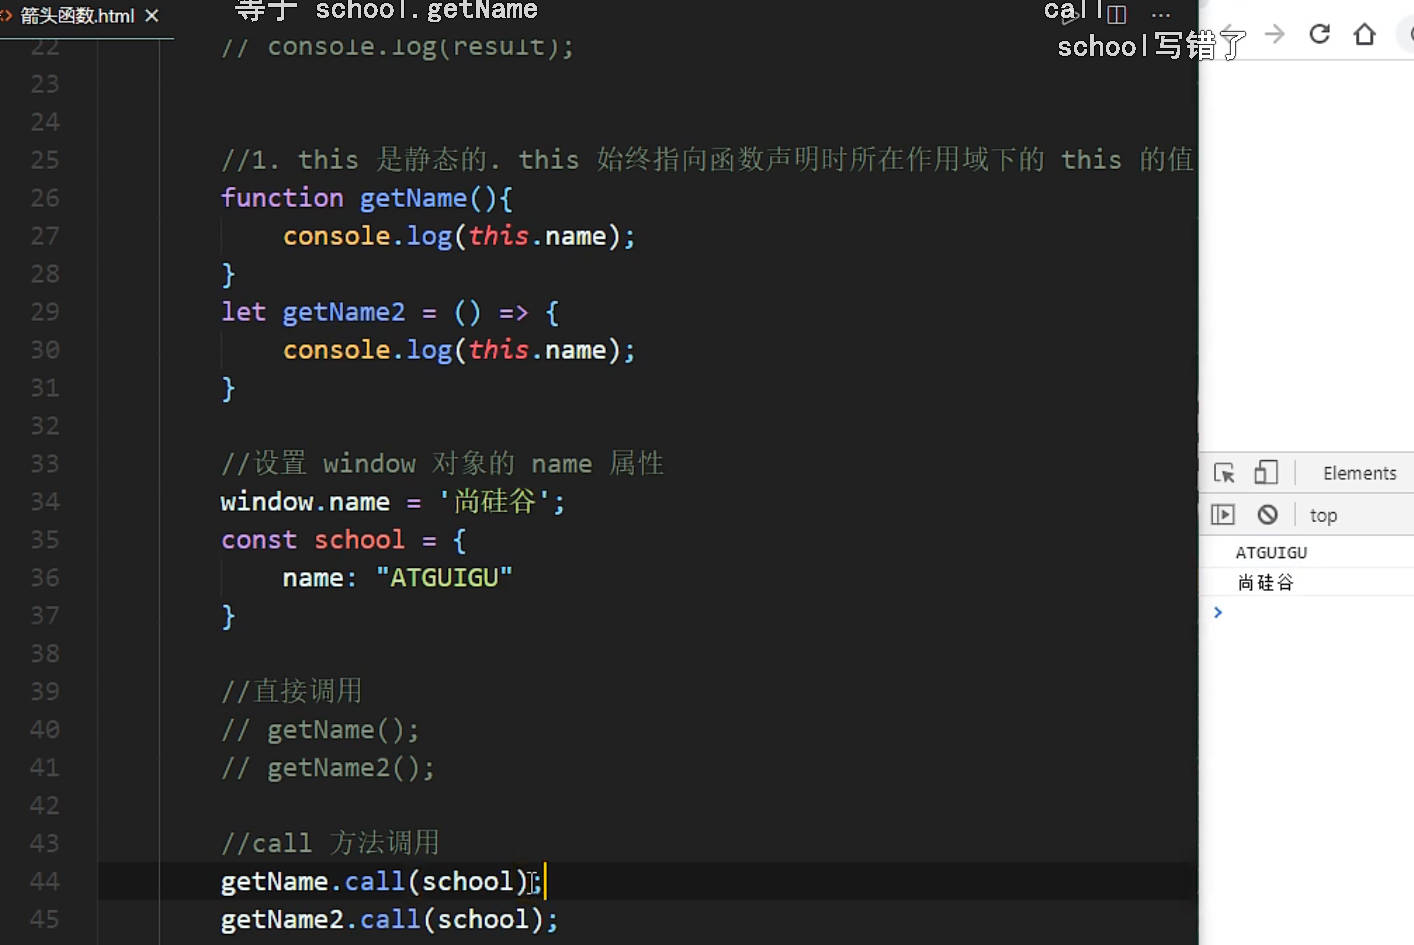 箭头函数.html
等于 school.getName
call
school写错了
22 // console.log(result);
23
24
25 //1. this 是静态的. this 始终指向函数声明时所在作用域下的 this 的值
26 function getName(){
27 console.log(this.name);
28 }
29 let getName2 = () => {
30 console.log(this.name);
31 }
32
33 //设置 window 对象的 name 属性
34 window.name = '尚硅谷';
35 const school = {
36 name: "ATGUIGU"
37 }
38
39 //直接调用
40 // getName();
41 // getName2();
42
43 //call 方法调用
44 getName.call(school);
45 getName2.call(school);
Elements
top
ATGUIGU
尚硅谷